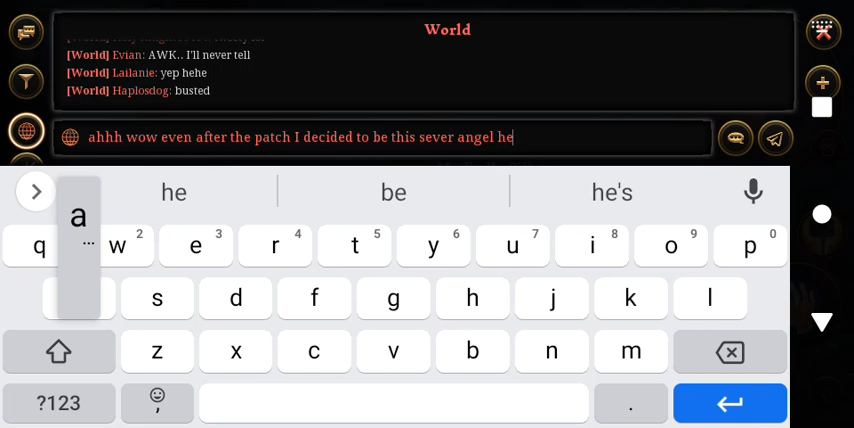 World
[World] Evian: AWK.. I'll never tell
[World] Lailanie: yep hehe
[World] Haplosdog: busted
ahhh wow even after the patch I decided to be this sever angel he
he be he's
a
...
q w 2 e 3 r 4 t 5 y 6 u 7 i 8 o 9 p 0
s d f g h j k l
z x c v b n m
?123 , .